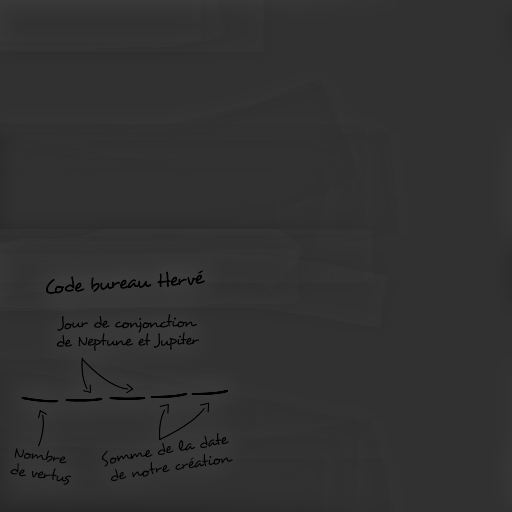 Code bureau Hervé
Jour de conjonction
de Neptune et Jupiter
Nombre
de vertus
Somme de la date
de notre création